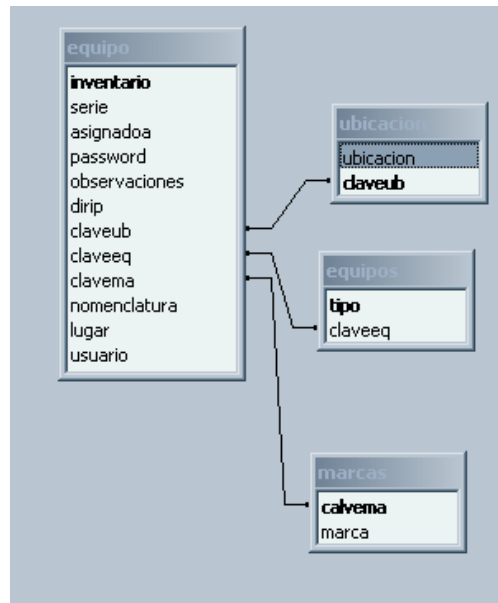 equipo
inventario
serie
asignadoa
password
observaciones
dirip
claveub
claveeq
clavema
nomenclatura
lugar
usuario
ubicacion
ubicacion
claveub
equipos
tipo
claveeq
marcas
calvema
marca